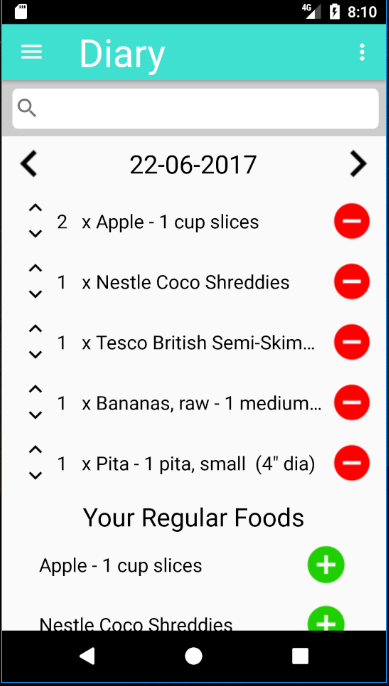 4G 8:10
Diary
22-06-2017
2 x Apple - 1 cup slices
1 x Nestle Coco Shreddies
1 x Tesco British Semi-Skim...
1 x Bananas, raw - 1 medium...
1 x Pita - 1 pita, small (4" dia)
Your Regular Foods
Apple - 1 cup slices
Nestle Coco Shreddies